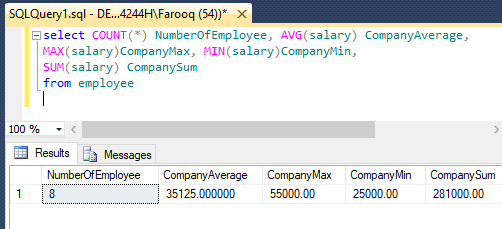 SQLQuery1.sql - DE...4244H\Farooq (54))*
select COUNT(*) NumberOfEmployee, AVG(salary) CompanyAverage,
MAX(salary)CompanyMax, MIN(salary)CompanyMin,
SUM(salary) CompanySum
from employee
100 %
Results Messages
NumberOfEmployee CompanyAverage CompanyMax CompanyMin CompanySum
1 8 35125.000000 55000.00 25000.00 281000.00